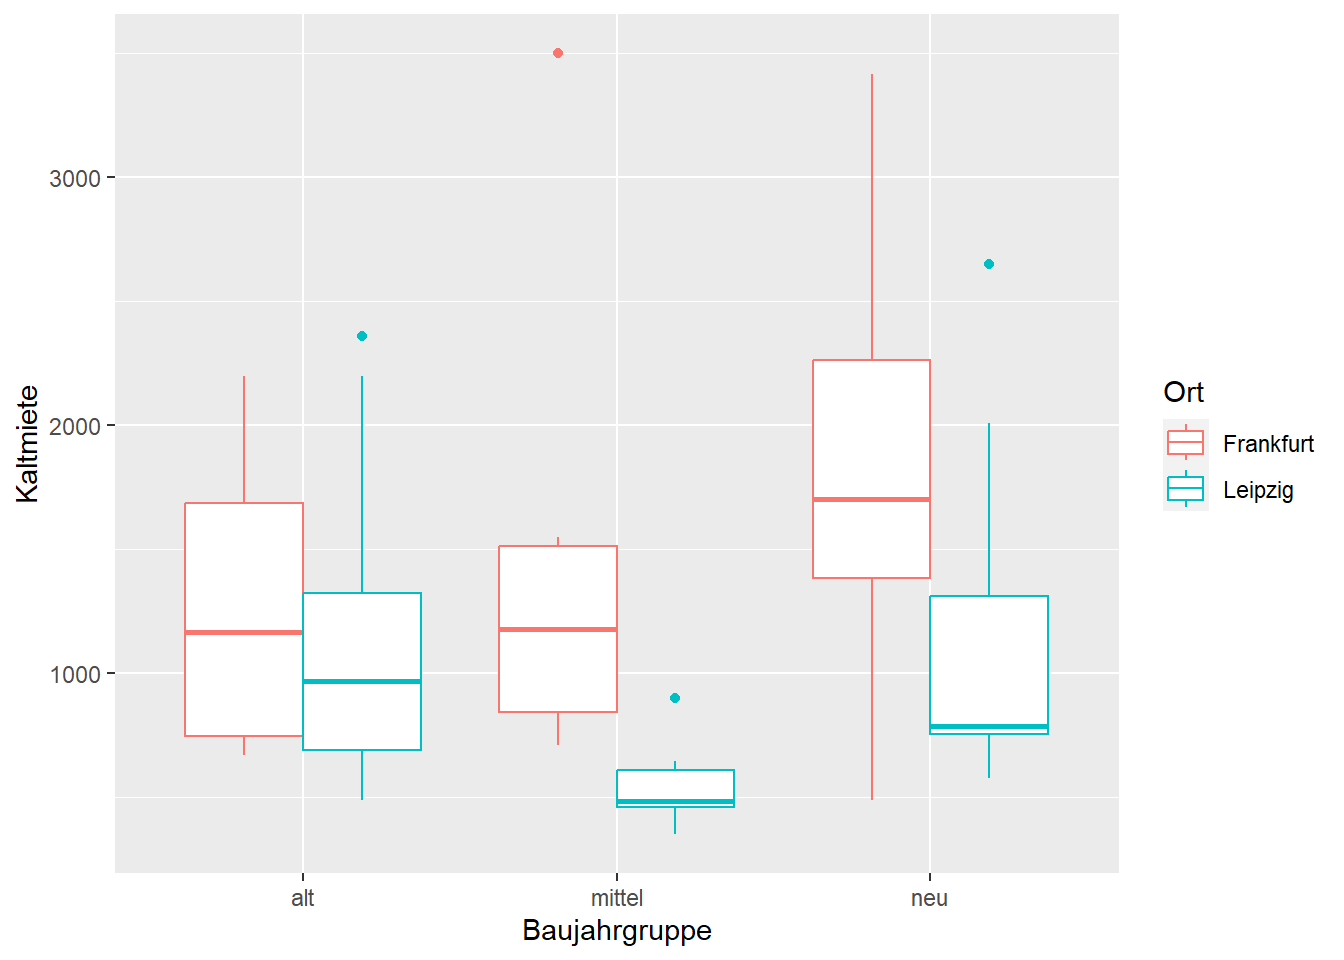 Kaltmiete
3000
2000
1000
alt
mittel
neu
Baujahrgruppe
Ort
Frankfurt
Leipzig